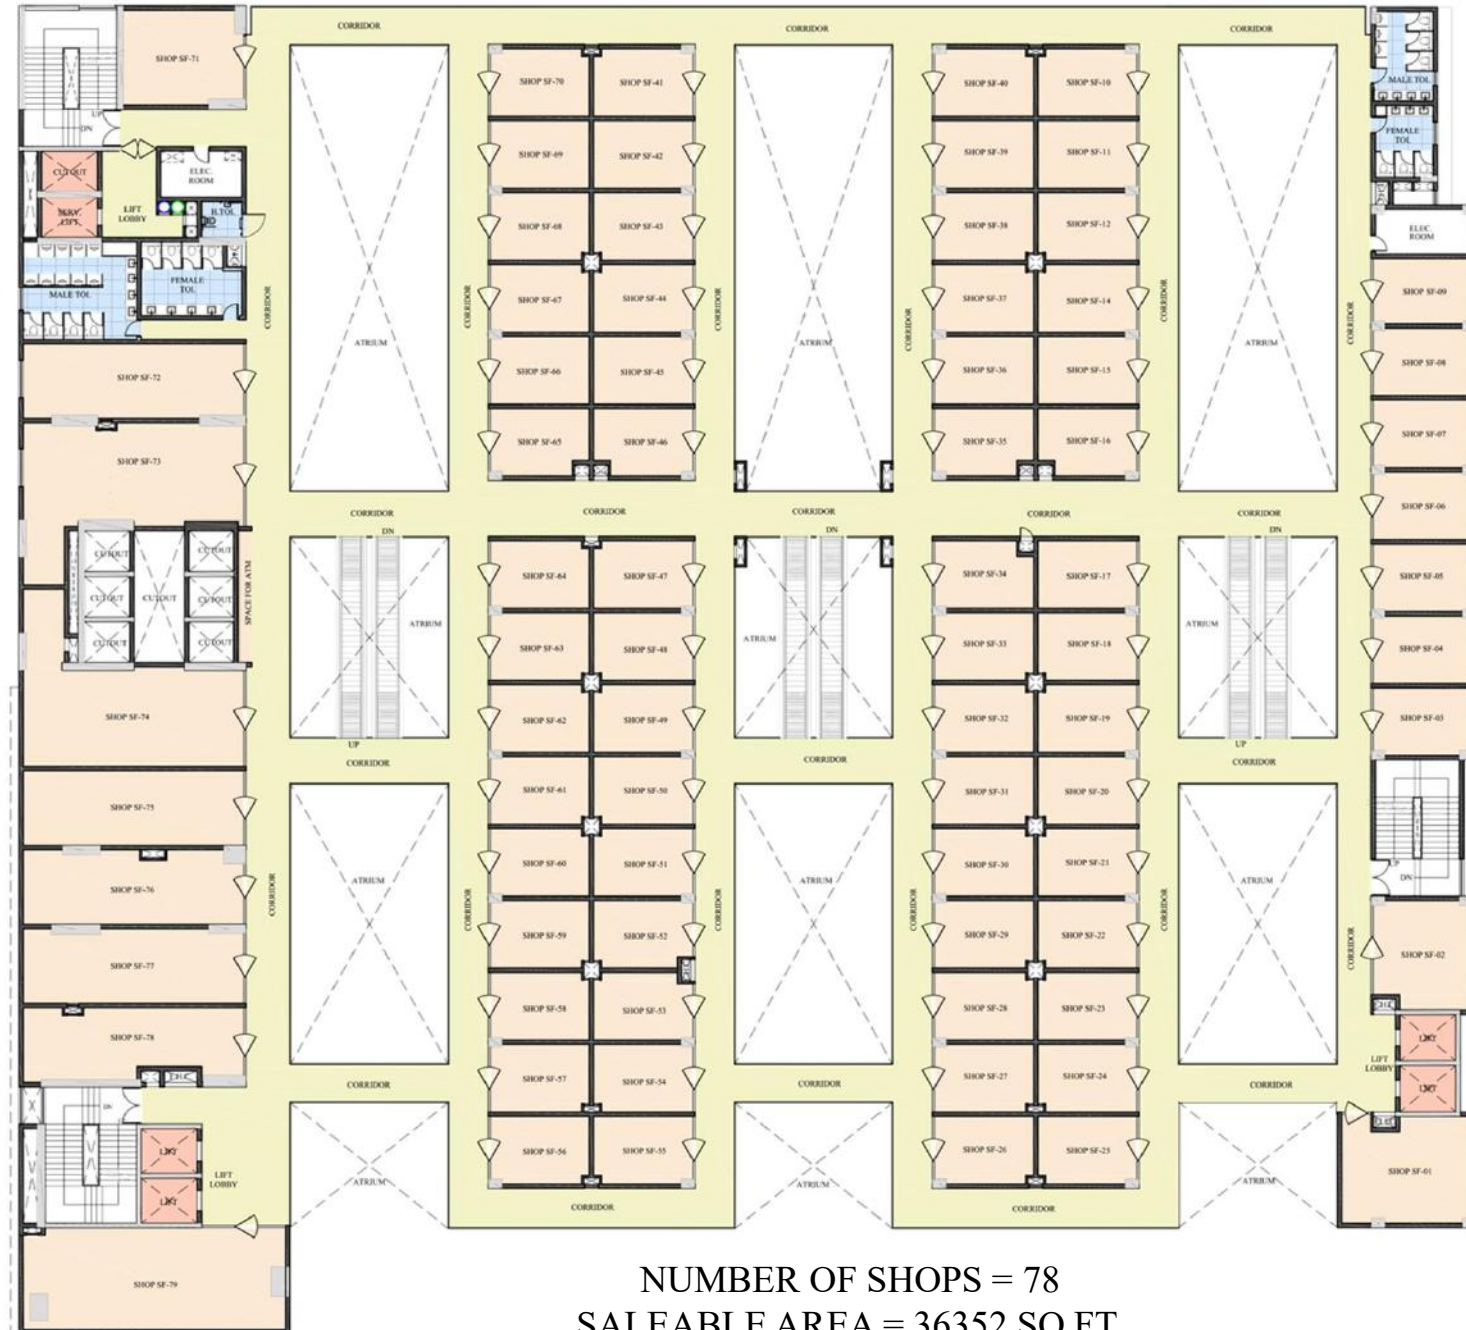 CORRIDOR
CORRIDOR
CORRIDOR
SHOP SF-71
SHOP SF-70
SHOP SF-41
SHOP SF-40
SHOP SF-10
MALE TOL
UP
DN
FEMALE
TOL
SHOP SF-69
SHOP SF-42
SHOP SF-39
SHOP SF-11
CUTOUT
ELEC.
ROOM
SERV.
LIFT
LIFT
LOBBY
H.TOL
SHOP SF-68
SHOP SF-43
SHOP SF-38
SHOP SF-12
ELEC.
ROOM
MALE TOL
FEMALE
TOL
CORRIDOR
CORRIDOR
CORRIDOR
CORRIDOR
CORRIDOR
CORRIDOR
SHOP SF-67
SHOP SF-44
SHOP SF-37
SHOP SF-14
SHOP SF-09
ATRIUM
ATRIUM
ATRIUM
SHOP SF-72
SHOP SF-66
SHOP SF-45
SHOP SF-36
SHOP SF-15
SHOP SF-08
SHOP SF-73
SHOP SF-65
SHOP SF-46
SHOP SF-35
SHOP SF-16
SHOP SF-07
SHOP SF-06
CORRIDOR
CORRIDOR
CORRIDOR
CORRIDOR
CORRIDOR
DN
DN
DN
CUTOUT
CUTOUT
CUTOUT
CUTOUT
CUTOUT
CUTOUT
CUTOUT
SPACE FOR ATM
SHOP SF-64
SHOP SF-47
SHOP SF-34
SHOP SF-17
SHOP SF-05
ATRIUM
ATRIUM
ATRIUM
SHOP SF-63
SHOP SF-48
SHOP SF-33
SHOP SF-18
SHOP SF-04
SHOP SF-74
SHOP SF-62
SHOP SF-49
SHOP SF-32
SHOP SF-19
SHOP SF-03
UP
UP
CORRIDOR
CORRIDOR
CORRIDOR
SHOP SF-75
SHOP SF-61
SHOP SF-50
SHOP SF-31
SHOP SF-20
SHOP SF-76
SHOP SF-60
SHOP SF-51
SHOP SF-30
SHOP SF-21
UP
DN
ATRIUM
ATRIUM
ATRIUM
CORRIDOR
CORRIDOR
CORRIDOR
CORRIDOR
CORRIDOR
CORRIDOR
SHOP SF-59
SHOP SF-52
SHOP SF-29
SHOP SF-22
SHOP SF-02
SHOP SF-77
SHOP SF-58
SHOP SF-53
SHOP SF-28
SHOP SF-23
SHOP SF-78
LIFT
LIFT
LOBBY
LIFT
SHOP SF-57
SHOP SF-54
SHOP SF-27
SHOP SF-24
CORRIDOR
CORRIDOR
CORRIDOR
DN
LIFT
LIFT
LIFT
LOBBY
SHOP SF-56
SHOP SF-55
SHOP SF-26
SHOP SF-25
SHOP SF-01
ATRIUM
ATRIUM
ATRIUM
CORRIDOR
CORRIDOR
SHOP SF-79
NUMBER OF SHOPS = 78
SALEABLE AREA = 36352 SQ.FT.